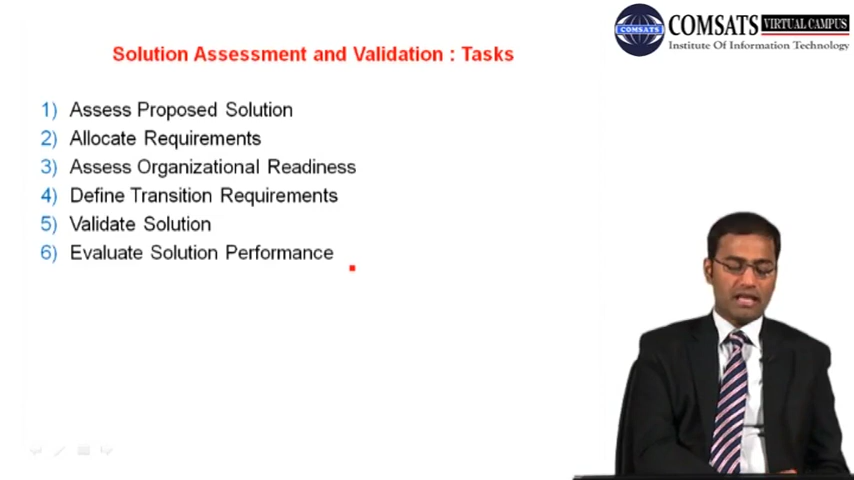 COMSATS VIRTUAL CAMPUS
COMSATS
Institute Of Information Technology
Solution Assessment and Validation : Tasks
1) Assess Proposed Solution
2) Allocate Requirements
3) Assess Organizational Readiness
4) Define Transition Requirements
5) Validate Solution
6) Evaluate Solution Performance